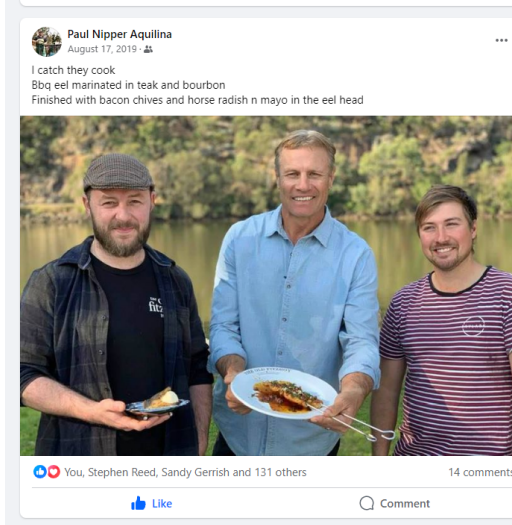 Paul Nipper Aquilina
August 17, 2019 ·
I catch they cook
Bbq eel marinated in teak and bourbon
Finished with bacon chives and horse radish n mayo in the eel head
You, Stephen Reed, Sandy Gerrish and 131 others
14 comments
Like
Comment